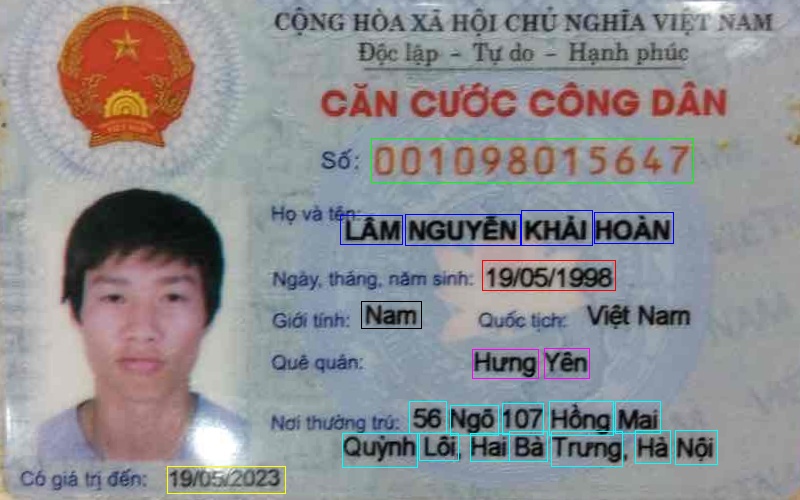 CỘNG HÒA XÃ HỘI CHỦ NGHĨA VIỆT NAM
Độc lập - Tự do - Hạnh phúc
CĂN CƯỚC CÔNG DÂN
Số: 001098015647
Họ và tên:
LÂM NGUYỄN KHẢI HOÀN
Ngày, tháng, năm sinh: 19/05/1998
Giới tính: Nam Quốc tịch: Việt Nam
Quê quán: Hưng Yên
Nơi thường trú: 56 Ngõ 107 Hồng Mai
Quỳnh Lôi, Hai Bà Trưng, Hà Nội
Có giá trị đến: 19/05/2023